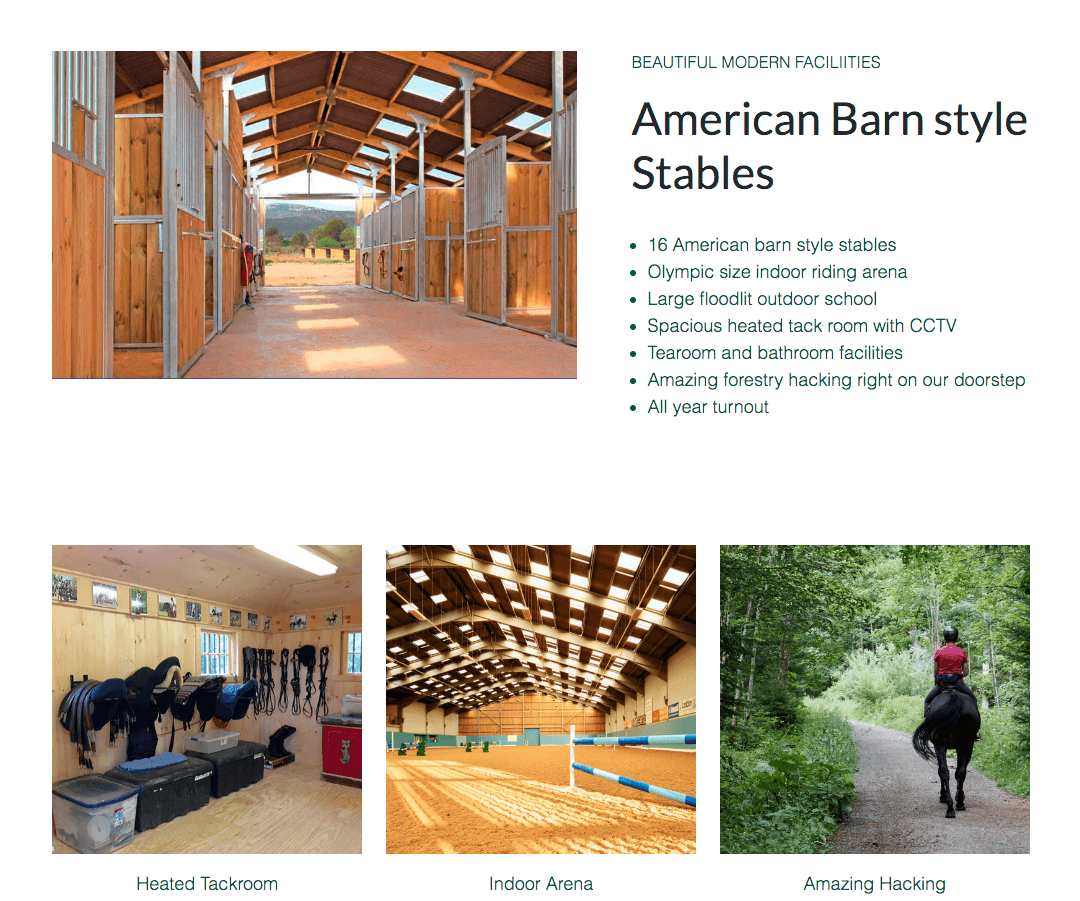 BEAUTIFUL MODERN FACILIITIES
American Barn style
Stables
16 American barn style stables
Olympic size indoor riding arena
Large floodlit outdoor school
Spacious heated tack room with CCTV
Tearoom and bathroom facilities
Amazing forestry hacking right on our doorstep
All year turnout
Heated Tackroom
Indoor Arena
Amazing Hacking